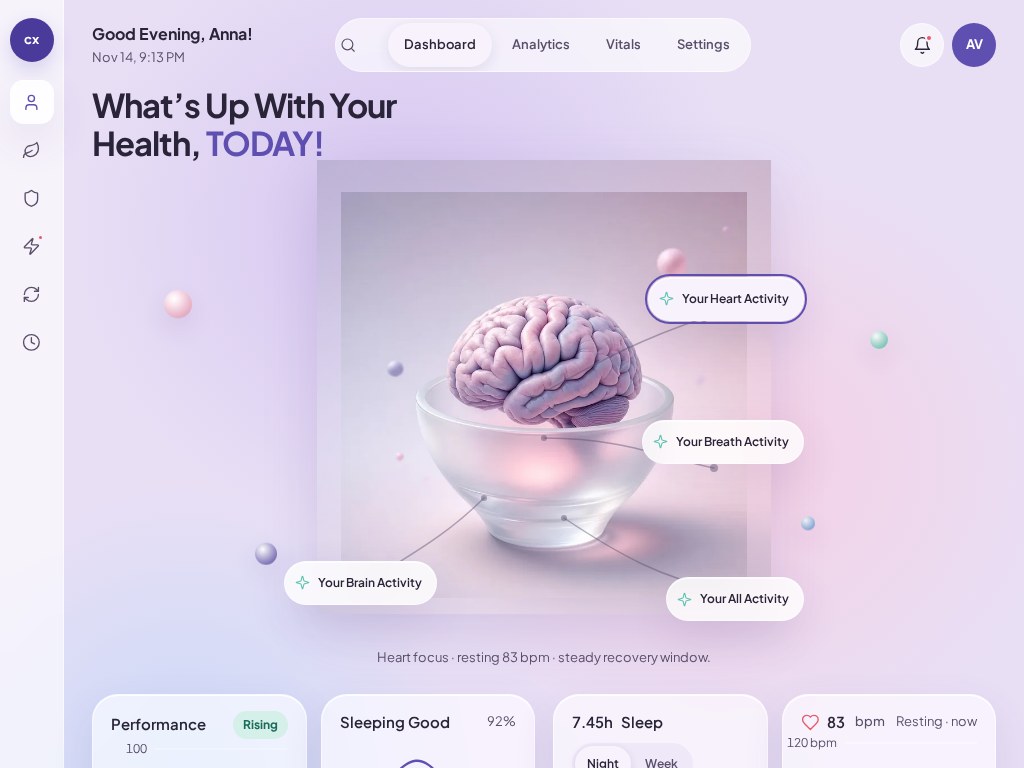 cx
Good Evening, Anna!
Nov 14, 9:13 PM
Dashboard
Analytics
Vitals
Settings
AV
What’s Up With Your
Health, TODAY!
Your Heart Activity
Your Breath Activity
Your Brain Activity
Your All Activity
Heart focus · resting 83 bpm · steady recovery window.
Performance
Rising
100
Sleeping Good
92%
7.45h Sleep
Night
Week
83 bpm Resting · now
120 bpm